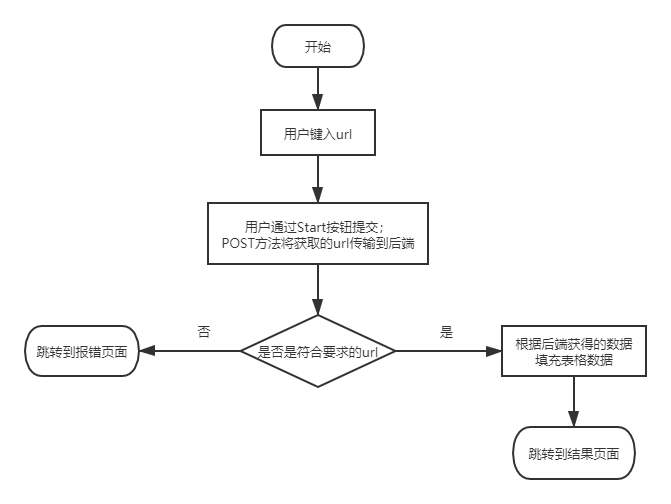 开始
用户键入url
用户通过Start按钮提交；
POST方法将获取的url传输到后端
否
是
跳转到报错页面
是否是符合要求的url
根据后端获得的数据
填充表格数据
跳转到结果页面